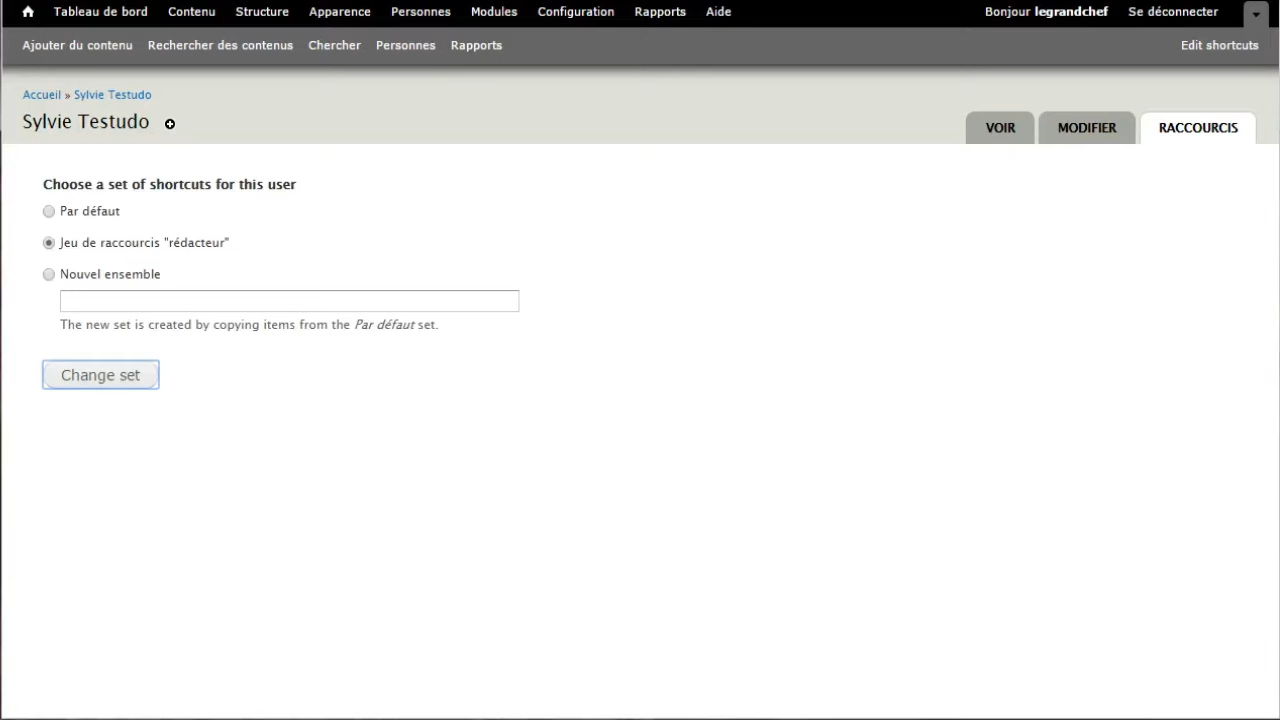 Tableau de bord Contenu Structure Apparence Personnes Modules Configuration Rapports Aide Bonjour legrandchef Se déconnecter
Ajouter du contenu Rechercher des contenus Chercher Personnes Rapports Edit shortcuts
Accueil » Sylvie Testudo
Sylvie Testudo
VOIR MODIFIER RACCOURCIS
Choose a set of shortcuts for this user
Par défaut
Jeu de raccourcis "rédacteur"
Nouvel ensemble
The new set is created by copying items from the Par défaut set.
Change set